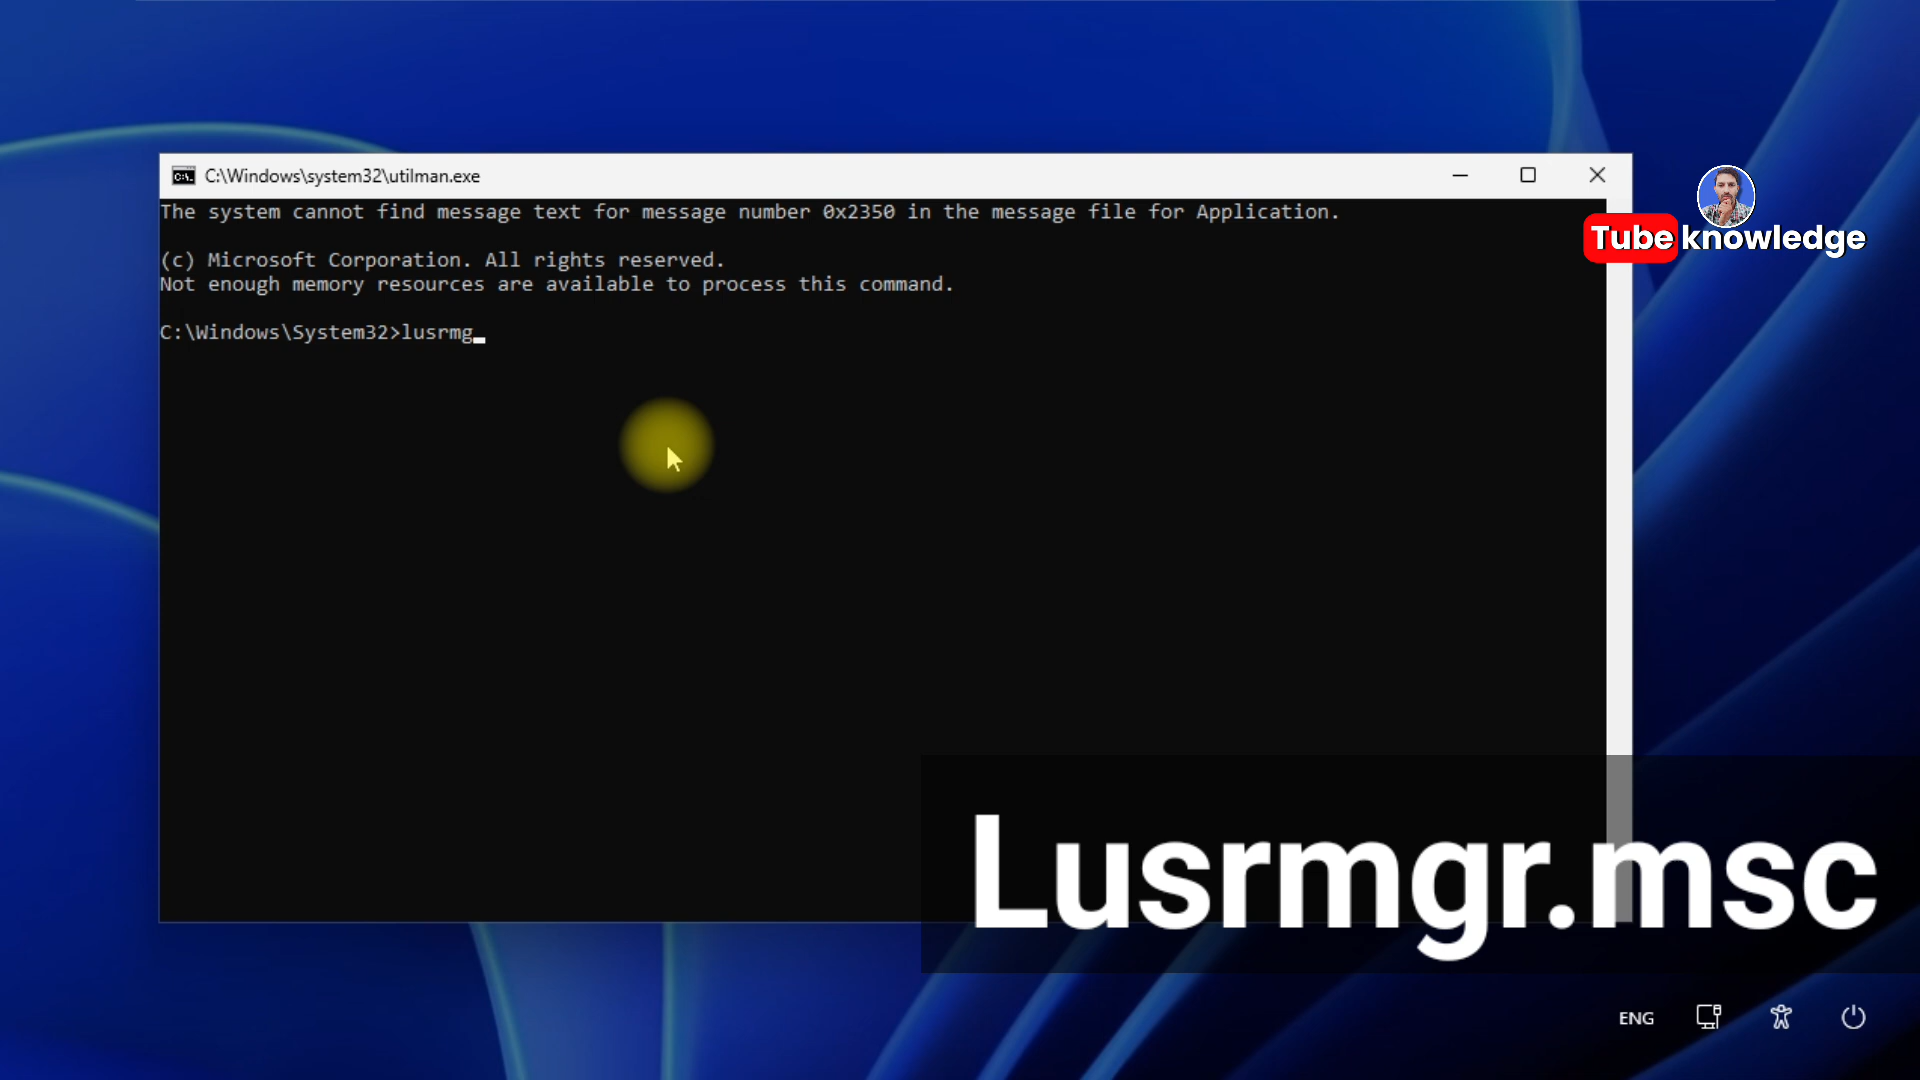 C:\Windows\system32\utilman.exe
The system cannot find message text for message number 0x2350 in the message file for Application.
(c) Microsoft Corporation. All rights reserved.
Not enough memory resources are available to process this command.
C:\Windows\System32>lusrmg
Tube knowledge
Lusrmgr.msc
ENG